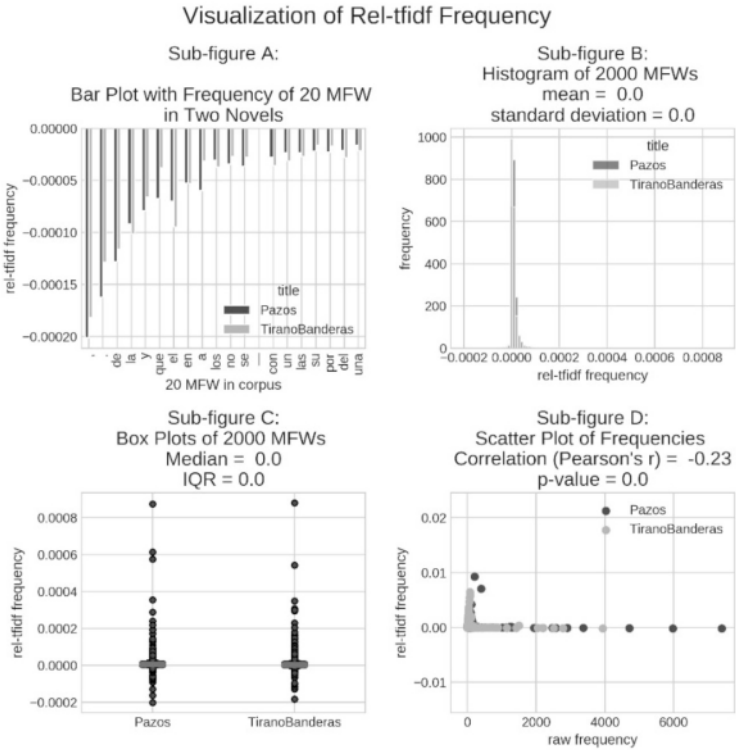 Visualization of Rel-tfidf Frequency
Sub-figure A:
Bar Plot with Frequency of 20 MFW
in Two Novels
0.00000
−0.00005
−0.00010
−0.00015
−0.00020
rel-tfidf frequency
title
Pazos
TiranoBanderas
, . de la y que el en a los no se — con un las su por del una
20 MFW in corpus
Sub-figure B:
Histogram of 2000 MFWs
mean = 0.0
standard deviation = 0.0
1000
800
600
400
200
0
frequency
title
Pazos
TiranoBanderas
−0.0002 0.0000 0.0002 0.0004 0.0006 0.0008
rel-tfidf frequency
Sub-figure C:
Box Plots of 2000 MFWs
Median = 0.0
IQR = 0.0
0.0008
0.0006
0.0004
0.0002
0.0000
−0.0002
rel-tfidf frequency
Pazos TiranoBanderas
Sub-figure D:
Scatter Plot of Frequencies
Correlation (Pearson's r) = -0.23
p-value = 0.0
0.02
0.01
0.00
−0.01
rel-tfidf frequency
Pazos
TiranoBanderas
0 2000 4000 6000
raw frequency